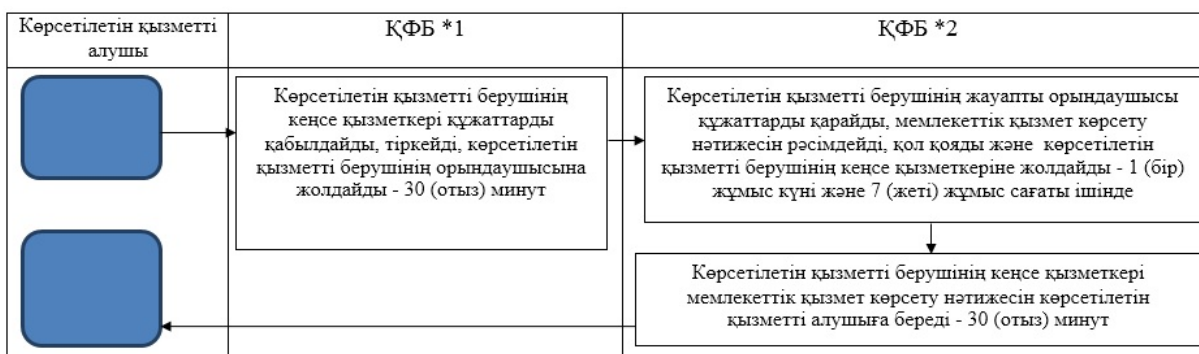 Көрсетілетін қызметті
алушы
ҚФБ *1
ҚФБ *2
Көрсетілетін қызметті берушінің
кеңсе қызметкері құжаттарды
қабылдайды, тіркейді, көрсетілетін
қызметті берушінің орындаушысына
жолдайды - 30 (отыз) минут
Көрсетілетін қызметті берушінің жауапты орындаушысы
құжаттарды қарайды, мемлекеттік қызмет көрсету
нәтижесін рәсімдейді, қол қояды және көрсетілетін
қызметті берушінің кеңсе қызметкеріне жолдайды - 1 (бір)
жұмыс күні және 7 (жеті) жұмыс сағаты ішінде
Көрсетілетін қызметті берушінің кеңсе қызметкері
мемлекеттік қызмет көрсету нәтижесін көрсетілетін
қызметті алушыға береді - 30 (отыз) минут